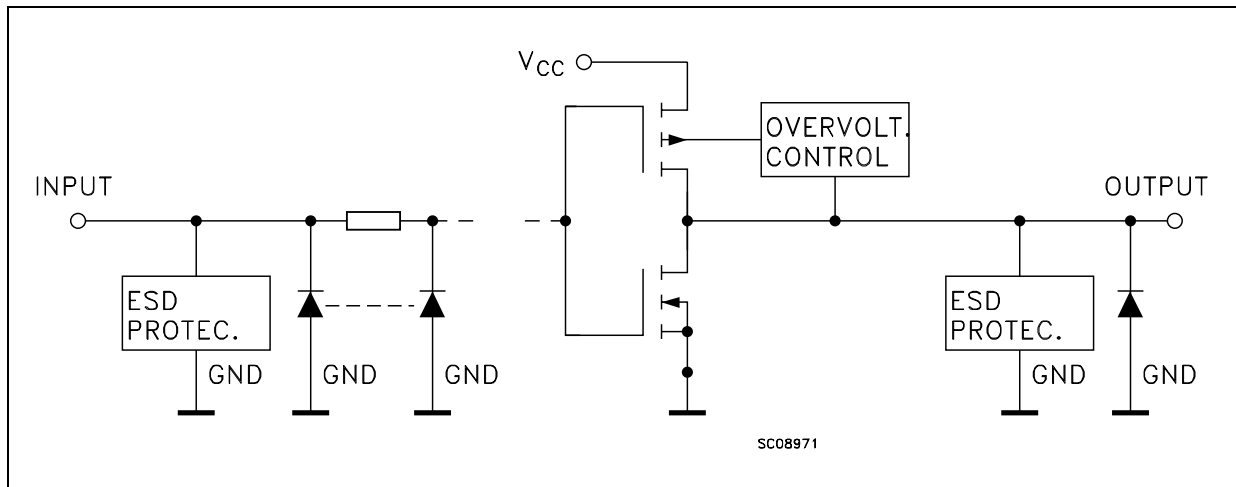 VCC
OVERVOLT.
CONTROL
INPUT
OUTPUT
ESD
PROTEC.
ESD
PROTEC.
GND
GND
GND
GND
GND
SC08971